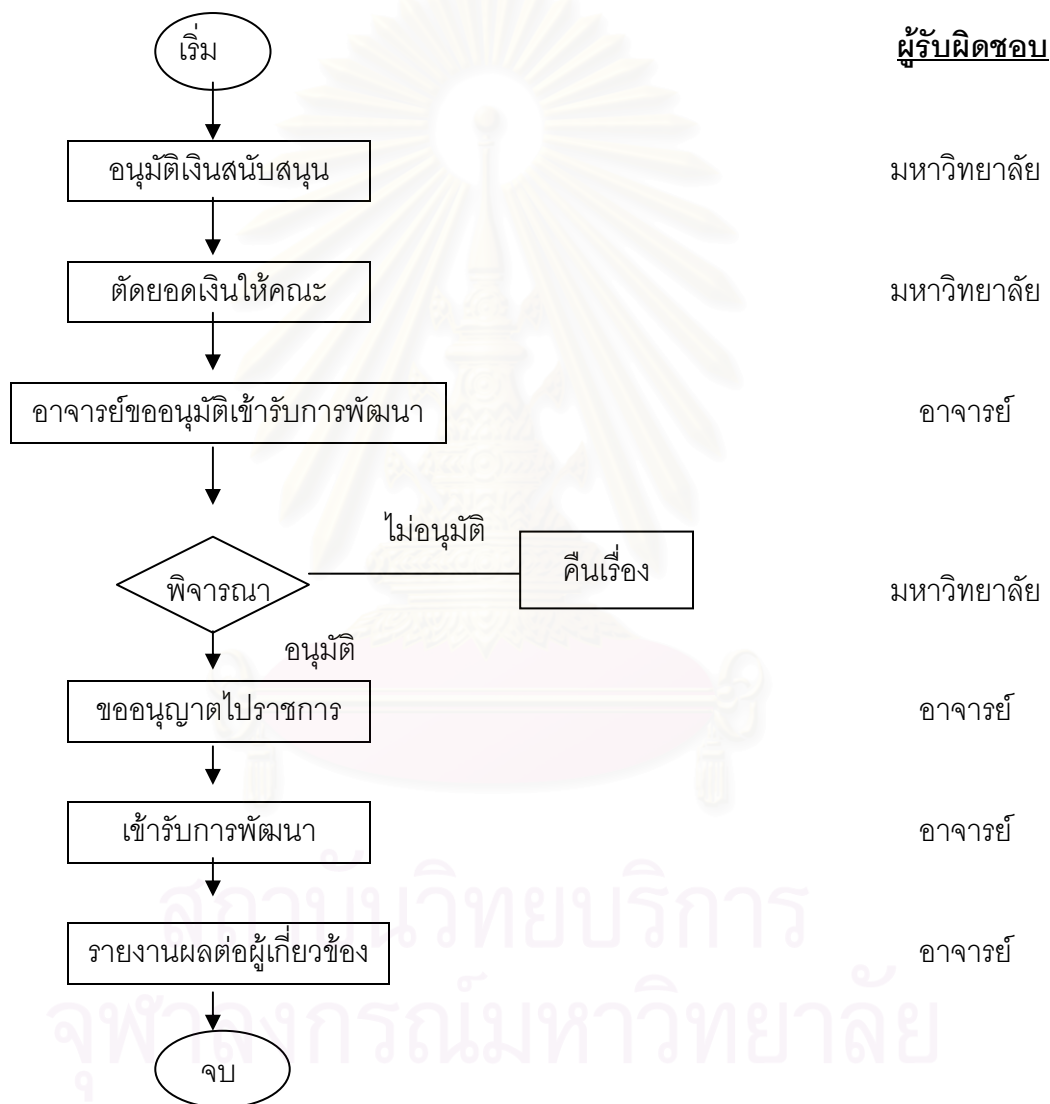 เริ่ม
ผู้รับผิดชอบ
อนุมัติเงินสนับสนุน
มหาวิทยาลัย
ตัดยอดเงินให้คณะ
มหาวิทยาลัย
อาจารย์ขออนุมัติเข้ารับการพัฒนา
อาจารย์
ไม่อนุมัติ
คืนเรื่อง
พิจารณา
มหาวิทยาลัย
อนุมัติ
ขออนุญาตไปราชการ
อาจารย์
เข้ารับการพัฒนา
อาจารย์
สถาบันวิทยบริการ
รายงานผลต่อผู้เกี่ยวข้อง
อาจารย์
จุฬาลงกรณ์มหาวิทยาลัย
จบ